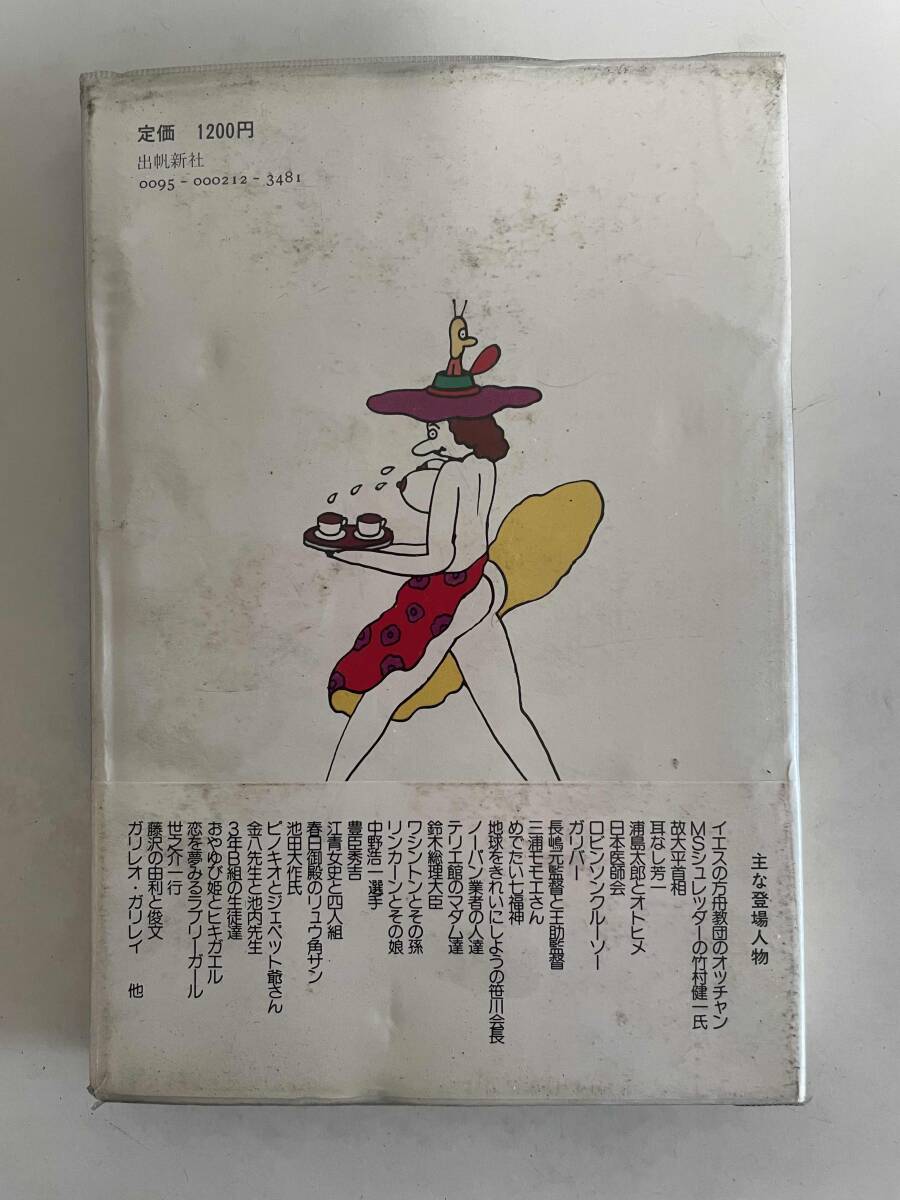 定価 1200円
出帆新社
0095-000212-3481
主な登場人物
イエスの方舟教団のオッチャン
MSシュレッダーの竹村健一氏
故大平首相
耳なし芳一
浦島太郎とオトヒメ
日本医師会
ロビンソンクルーソー
ガリバー
長嶋元監督と王助監督
三浦モモエさん
めでたい七福神
地球をきれいにしようの笹川会長
ノーパン業者の人達
テリエ館のマダム達
鈴木総理大臣
ワシントンとその孫
リンカーンとその娘
中野浩一選手
豊臣秀吉
江青女史と四人組
春日御殿のリュウ角ザン
池田大作氏
ピノキオとジェペット爺さん
金八先生と池内先生
3年B組の生徒達
おやゆび姫とヒキガエル
恋を夢みるラブリーガール
世之介一行
藤沢の由利と俊文
ガリレオ・ガリレイ 他